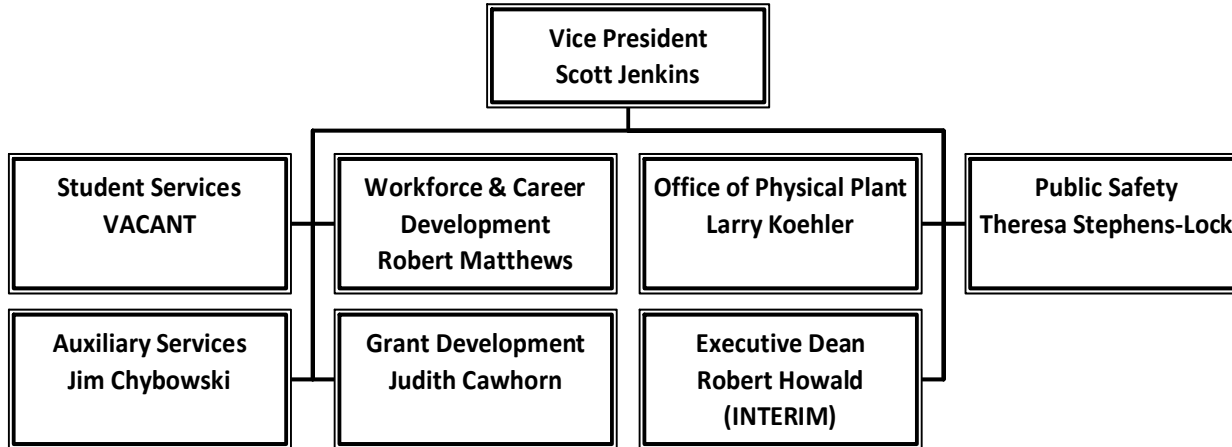 Vice President
Scott Jenkins
Student Services
VACANT
Workforce & Career
Development
Robert Matthews
Office of Physical Plant
Larry Koehler
Public Safety
Theresa Stephens-Lock
Auxiliary Services
Jim Chybowski
Grant Development
Judith Cawhorn
Executive Dean
Robert Howald
(INTERIM)